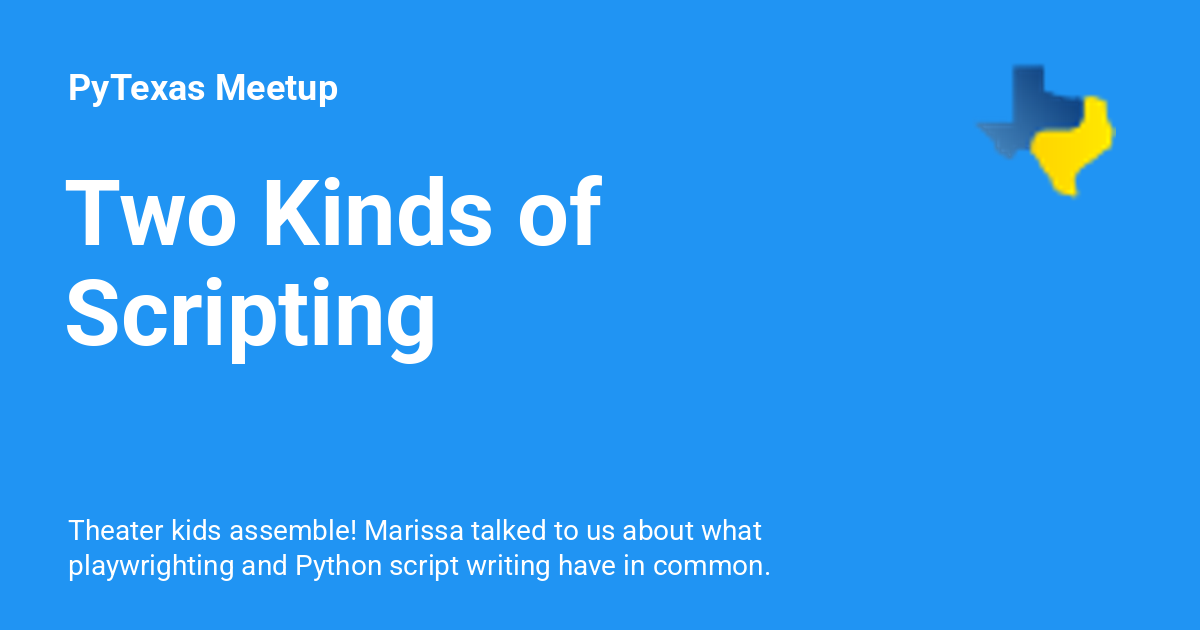 PyTexas Meetup
Two Kinds of
Scripting
Theater kids assemble! Marissa talked to us about what
playwrighting and Python script writing have in common.